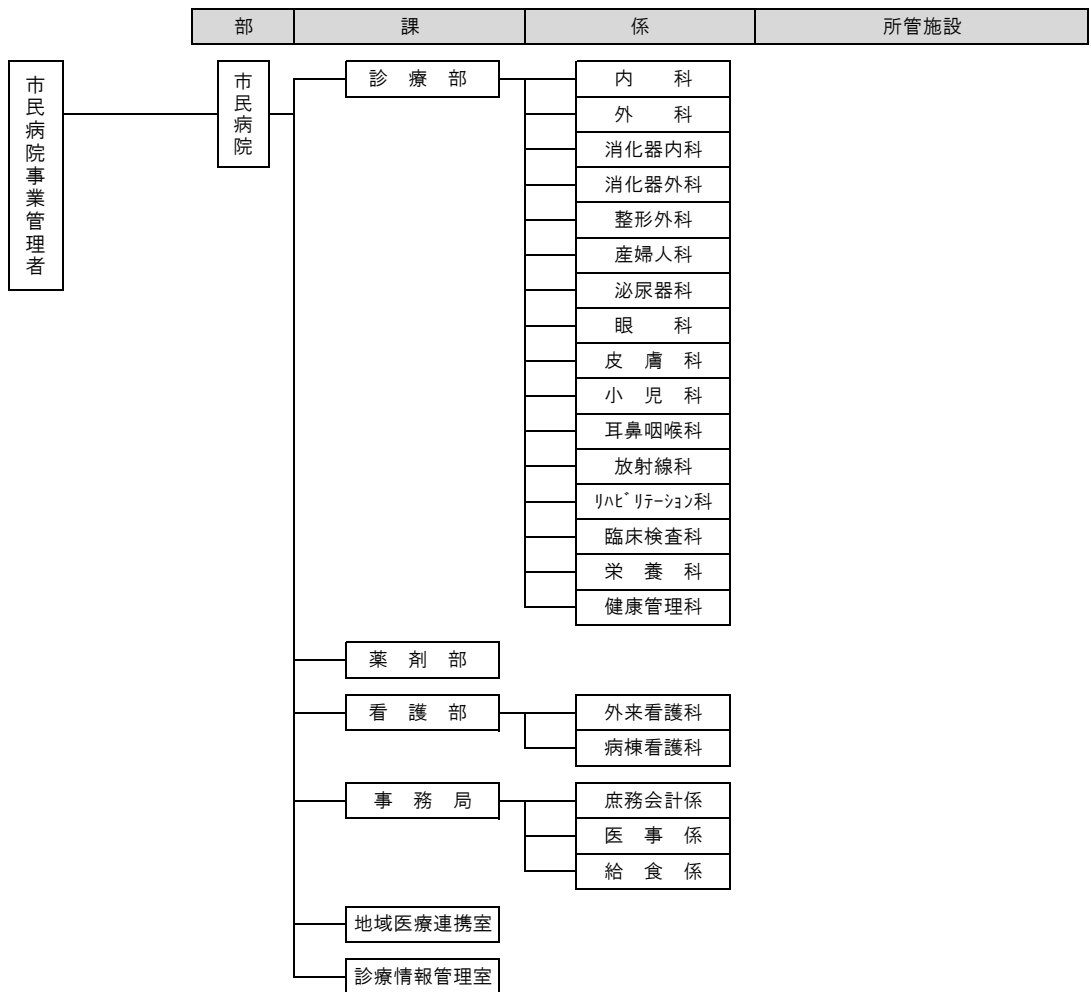 部 課 係 所管施設
市民病院事業管理者
市民病院
診療部
内科
外科
消化器内科
消化器外科
整形外科
産婦人科
泌尿器科
眼科
皮膚科
小児科
耳鼻咽喉科
放射線科
ﾘﾊﾋﾞﾘﾃｰｼｮﾝ科
臨床検査科
栄養科
健康管理科
薬剤部
看護部
外来看護科
病棟看護科
事務局
庶務会計係
医事係
給食係
地域医療連携室
診療情報管理室